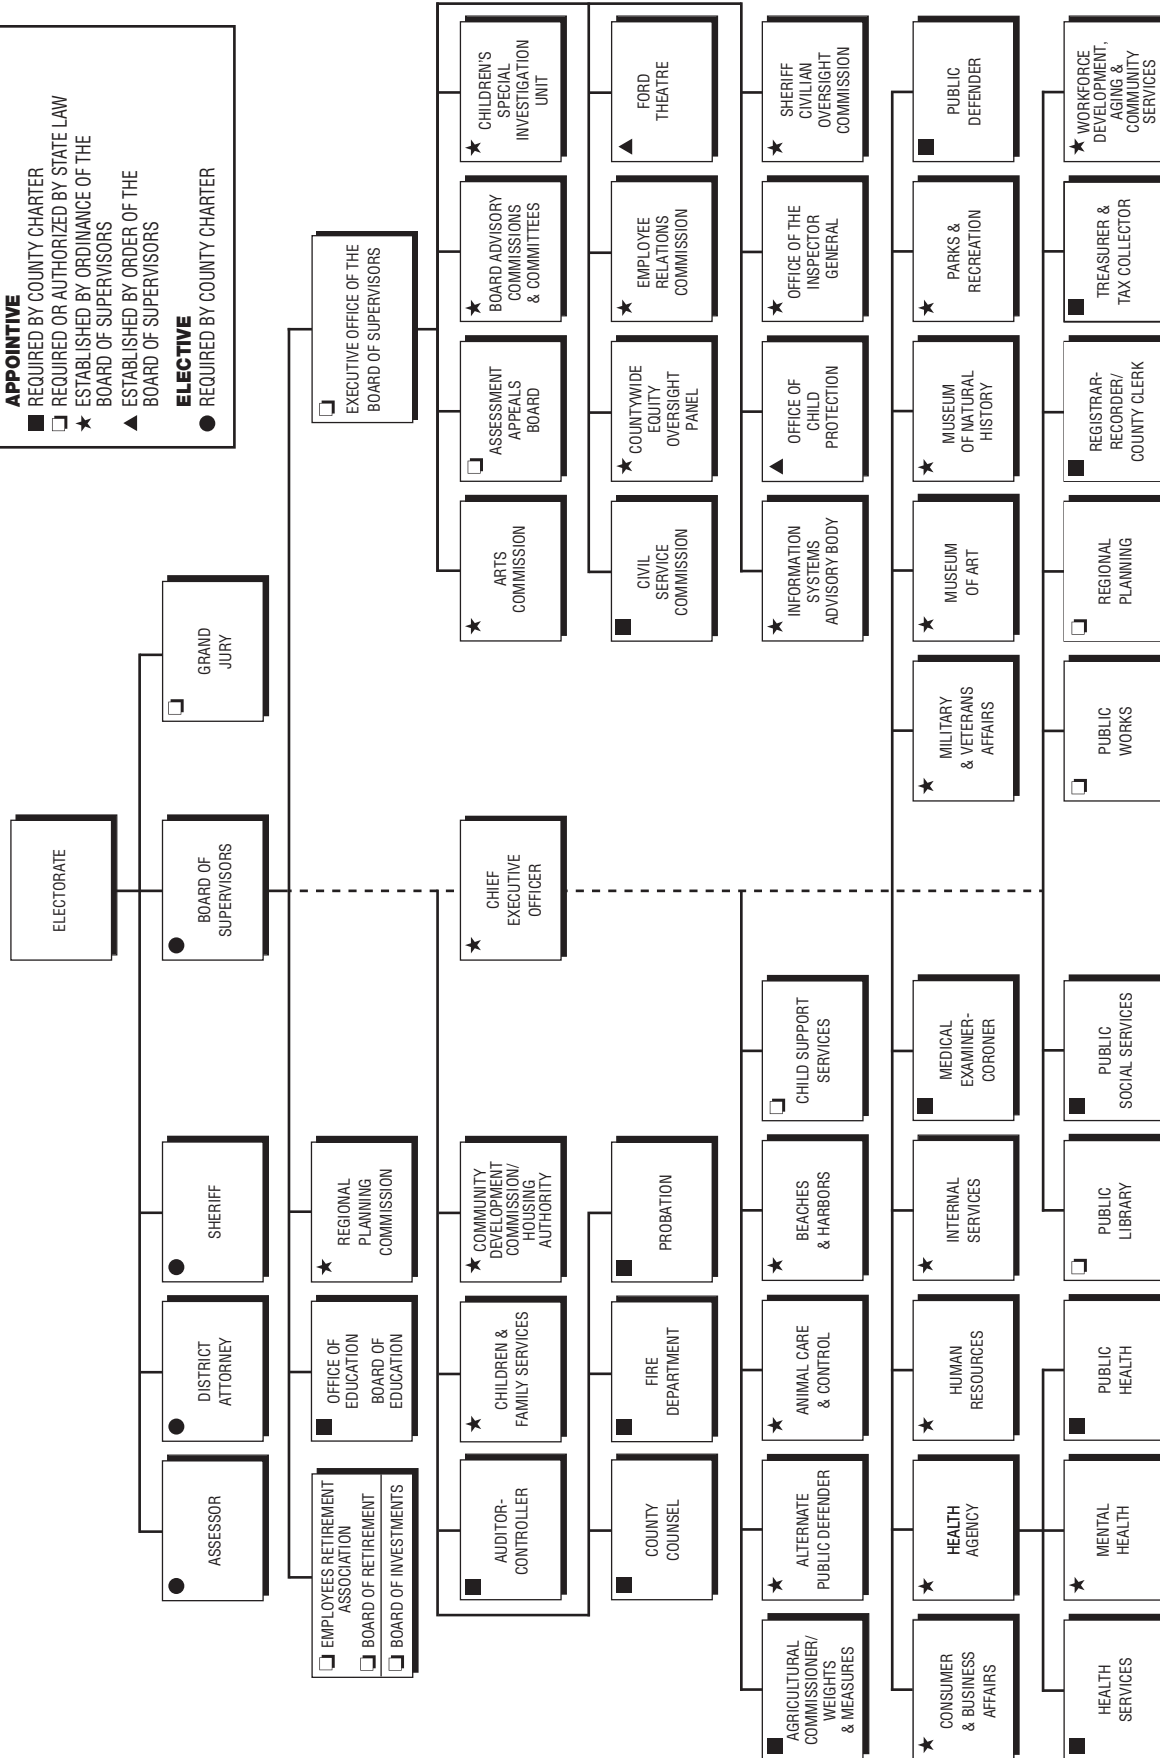 APPOINTIVE
REQUIRED BY COUNTY CHARTER
REQUIRED OR AUTHORIZED BY STATE LAW
ESTABLISHED BY ORDINANCE OF THE
BOARD OF SUPERVISORS
ESTABLISHED BY ORDER OF THE
BOARD OF SUPERVISORS
ELECTIVE
REQUIRED BY COUNTY CHARTER
ELECTORATE
ASSESSOR
DISTRICT
ATTORNEY
SHERIFF
BOARD OF
SUPERVISORS
GRAND
JURY
EMPLOYEES RETIREMENT
ASSOCIATION
BOARD OF RETIREMENT
BOARD OF INVESTMENTS
OFFICE OF
EDUCATION
BOARD OF
EDUCATION
REGIONAL
PLANNING
COMMISSION
EXECUTIVE OFFICE OF THE
BOARD OF SUPERVISORS
AUDITOR-
CONTROLLER
CHILDREN &
FAMILY SERVICES
COMMUNITY
DEVELOPMENT
COMMISSION/
HOUSING
AUTHORITY
CHIEF
EXECUTIVE
OFFICER
ARTS
COMMISSION
ASSESSMENT
APPEALS
BOARD
BOARD ADVISORY
COMMISSIONS
& COMMITTEES
CHILDREN'S
SPECIAL
INVESTIGATION
UNIT
COUNTY
COUNSEL
FIRE
DEPARTMENT
PROBATION
CIVIL
SERVICE
COMMISSION
COUNTYWIDE
EQUITY
OVERSIGHT
PANEL
EMPLOYEE
RELATIONS
COMMISSION
FORD
THEATRE
AGRICULTURAL
COMMISSIONER/
WEIGHTS
& MEASURES
ALTERNATE
PUBLIC DEFENDER
ANIMAL CARE
& CONTROL
BEACHES
& HARBORS
CHILD SUPPORT
SERVICES
INFORMATION
SYSTEMS
ADVISORY BODY
OFFICE OF
CHILD
PROTECTION
OFFICE OF THE
INSPECTOR
GENERAL
SHERIFF
CIVILIAN
OVERSIGHT
COMMISSION
CONSUMER
& BUSINESS
AFFAIRS
HEALTH
AGENCY
HUMAN
RESOURCES
INTERNAL
SERVICES
MEDICAL
EXAMINER-
CORONER
MILITARY
& VETERANS
AFFAIRS
MUSEUM
OF ART
MUSEUM
OF NATURAL
HISTORY
PARKS &
RECREATION
PUBLIC
DEFENDER
HEALTH
SERVICES
MENTAL
HEALTH
PUBLIC
HEALTH
PUBLIC
LIBRARY
PUBLIC
SOCIAL SERVICES
PUBLIC
WORKS
REGIONAL
PLANNING
REGISTRAR-
RECORDER/
COUNTY CLERK
TREASURER &
TAX COLLECTOR
WORKFORCE
DEVELOPMENT,
AGING &
COMMUNITY
SERVICES